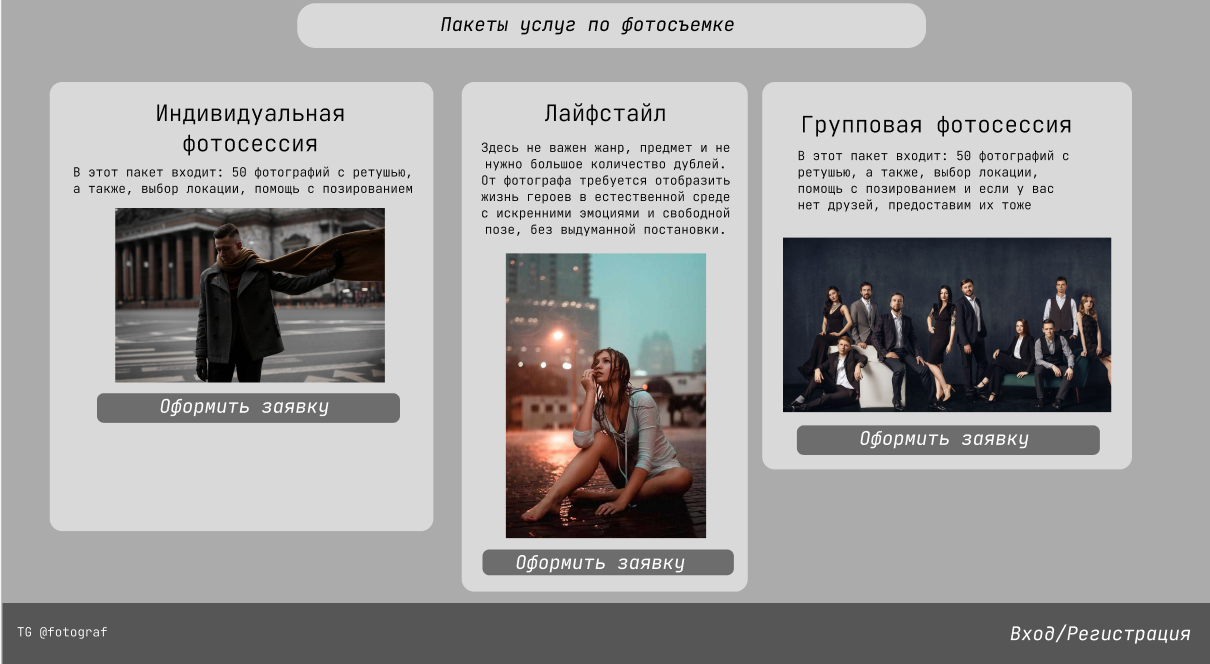 Пакеты услуг по фотосъемке
Индивидуальная
фотосессия
В этот пакет входит: 50 фотографий с ретушью,
а также, выбор локации, помощь с позированием
Оформить заявку
Лайфстайл
Здесь не важен жанр, предмет и не
нужно большое количество дублей.
От фотографа требуется отобразить
жизнь героев в естественной среде
с искренними эмоциями и свободной
позе, без выдуманной постановки.
Оформить заявку
Групповая фотосессия
В этот пакет входит: 50 фотографий с
ретушью, а также, выбор локации,
помощь с позированием и если у вас
нет друзей, предоставим их тоже
Оформить заявку
TG @fotograf
Вход/Регистрация